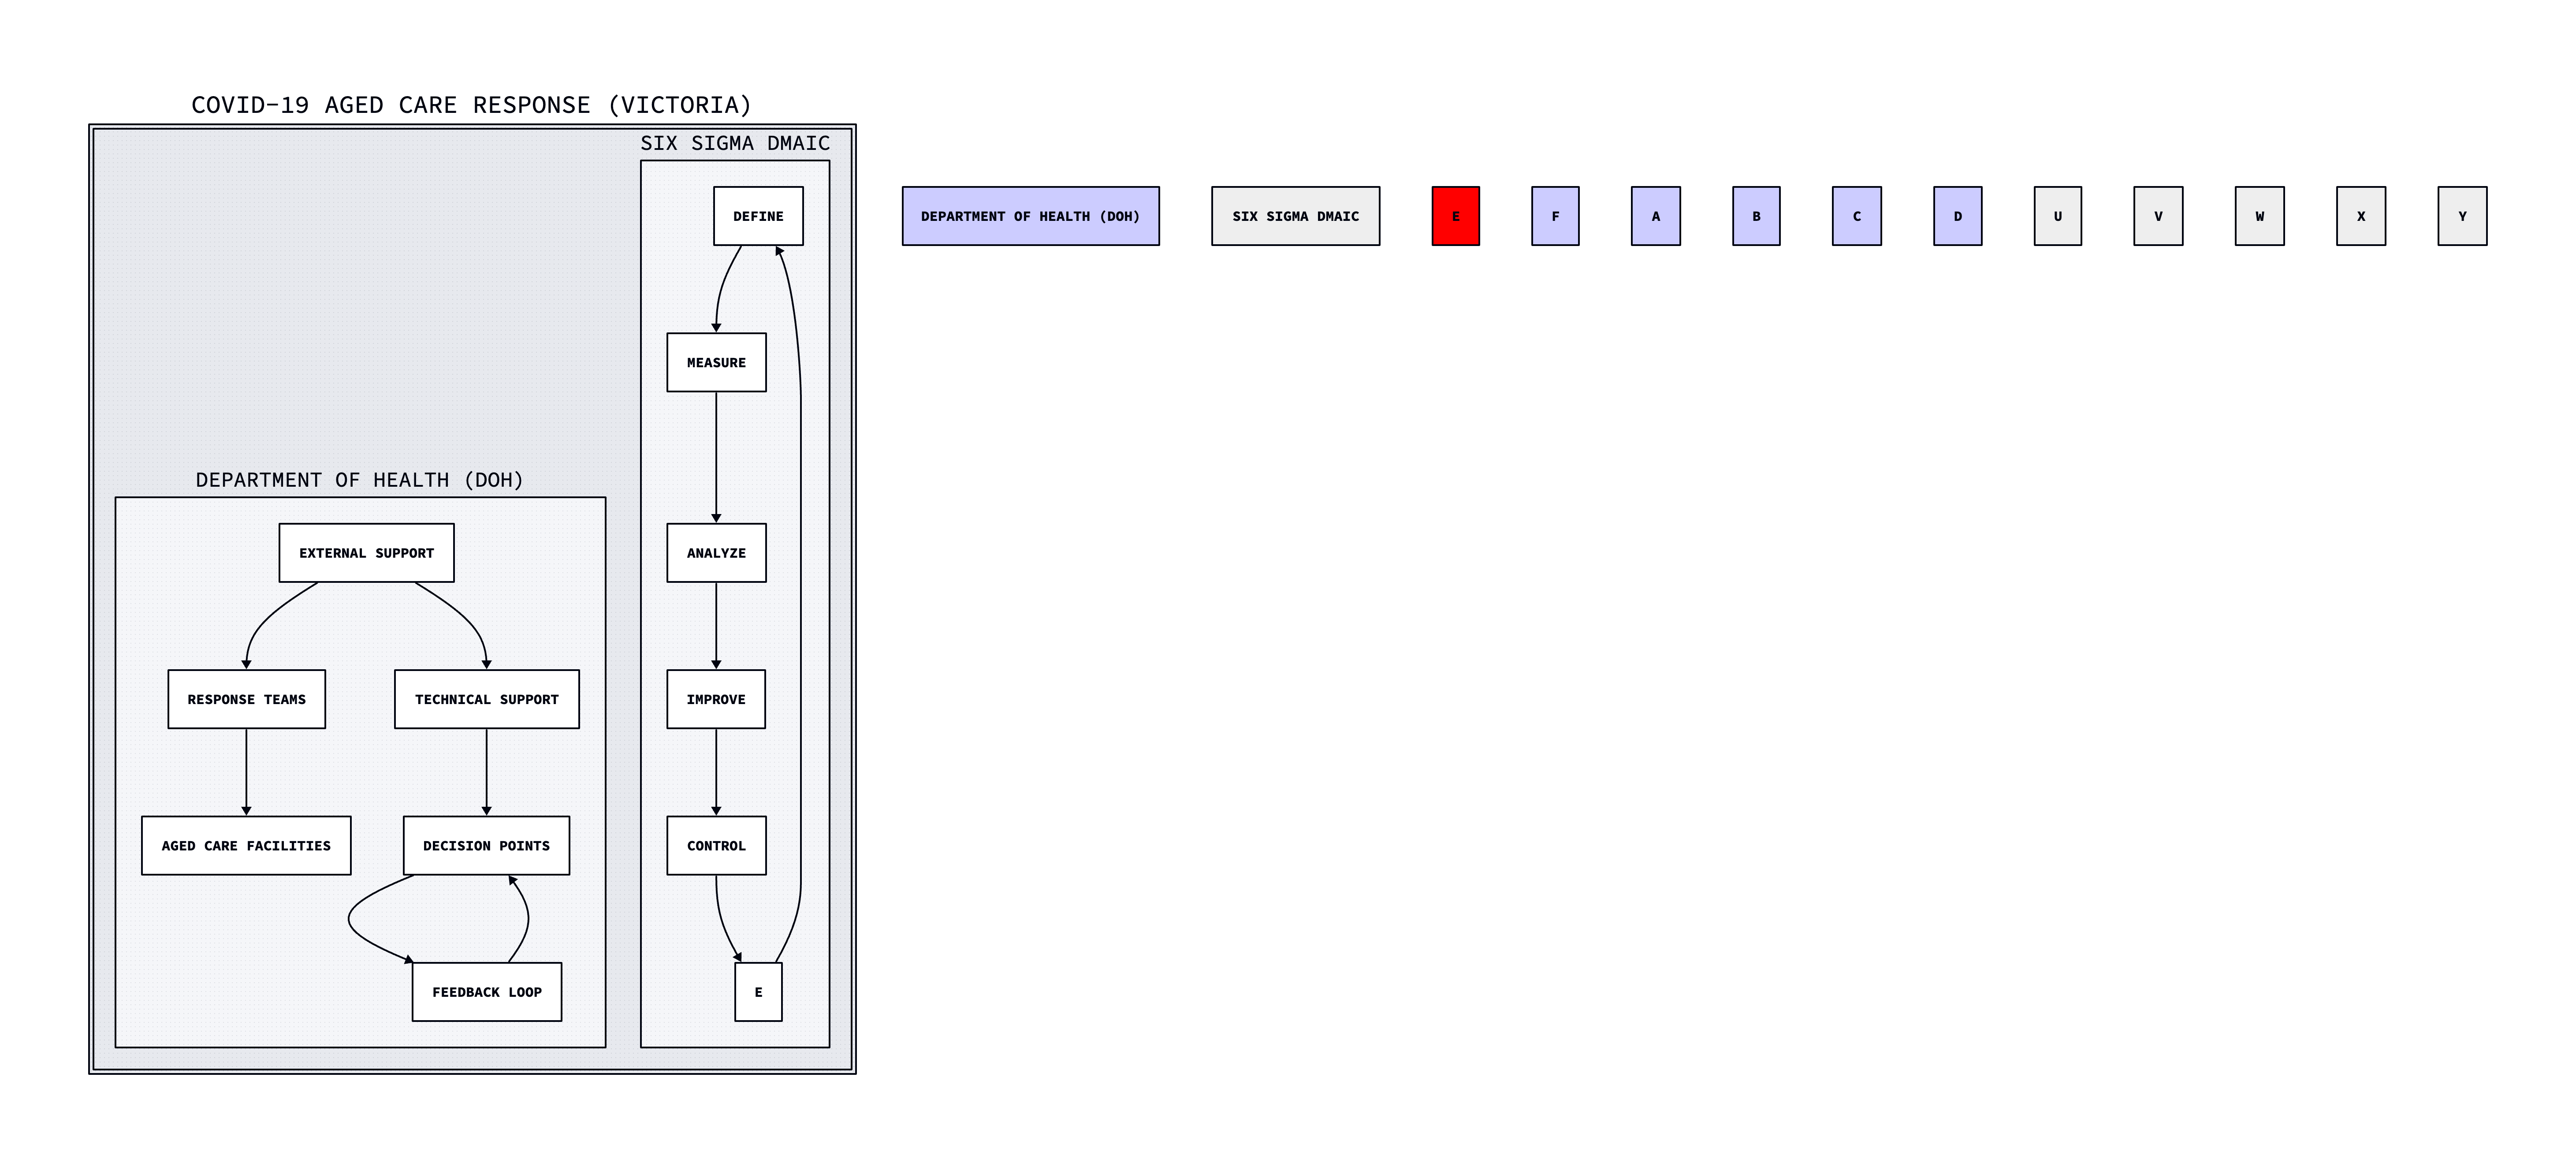 COVID-19 AGED CARE RESPONSE (VICTORIA)
SIX SIGMA DMAIC
DEFINE
MEASURE
ANALYZE
IMPROVE
CONTROL
E
DEPARTMENT OF HEALTH (DOH)
EXTERNAL SUPPORT
RESPONSE TEAMS
TECHNICAL SUPPORT
AGED CARE FACILITIES
DECISION POINTS
FEEDBACK LOOP
DEPARTMENT OF HEALTH (DOH)
SIX SIGMA DMAIC
E
F
A
B
C
D
U
V
W
X
Y